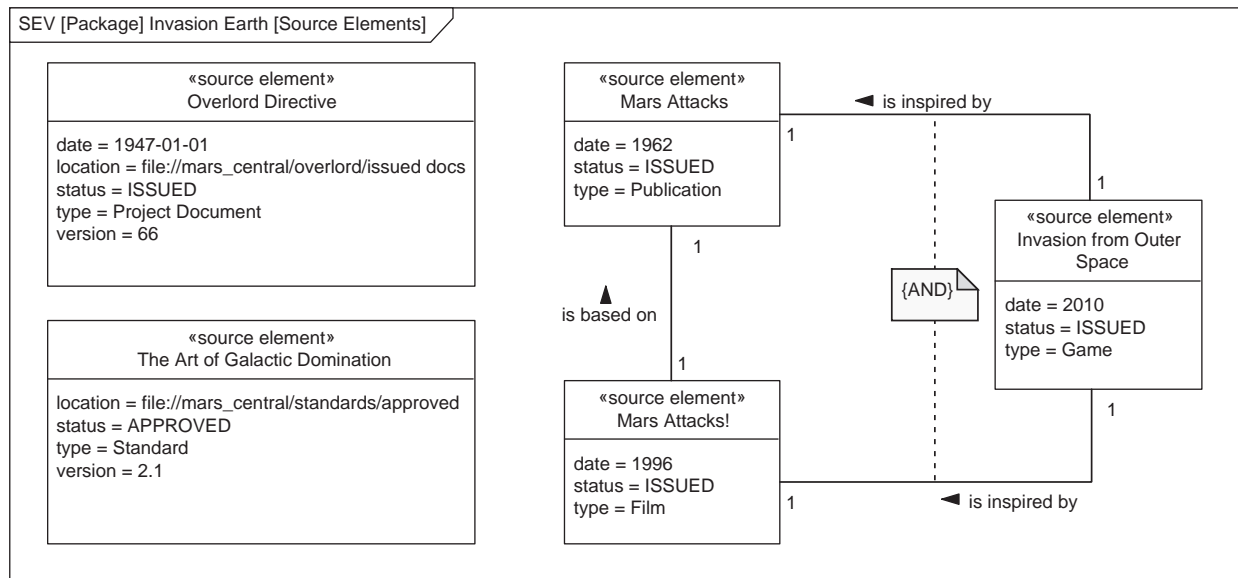 SEV [Package] Invasion Earth [Source Elements]
«source element»
Overlord Directive
date = 1947-01-01
location = file://mars_central/overlord/issued docs
status = ISSUED
type = Project Document
version = 66
«source element»
The Art of Galactic Domination
location = file://mars_central/standards/approved
status = APPROVED
type = Standard
version = 2.1
«source element»
Mars Attacks
date = 1962
status = ISSUED
type = Publication
1
is based on
1
«source element»
Mars Attacks!
date = 1996
status = ISSUED
type = Film
is inspired by
1
1
{AND}
«source element»
Invasion from Outer
Space
date = 2010
status = ISSUED
type = Game
1
1
is inspired by